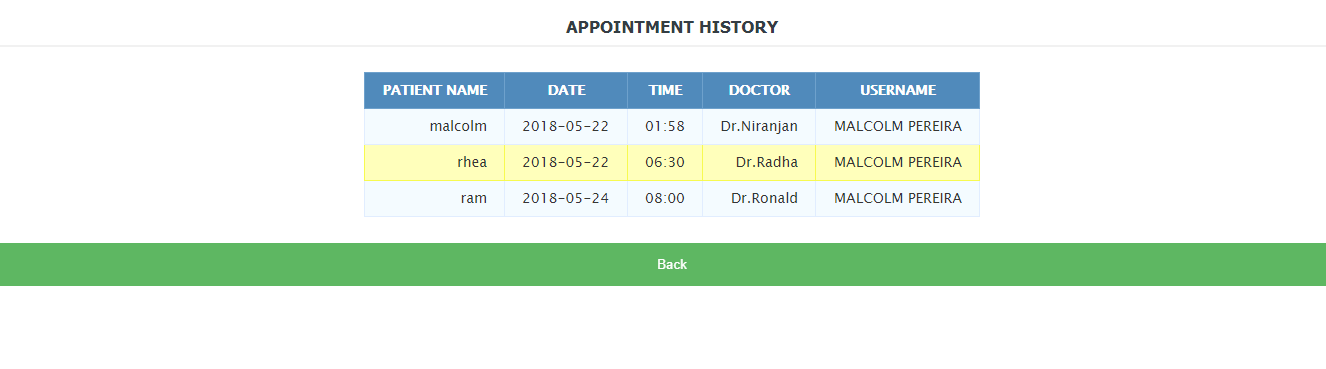 APPOINTMENT HISTORY
PATIENT NAME DATE TIME DOCTOR USERNAME
malcolm 2018-05-22 01:58 Dr.Niranjan MALCOLM PEREIRA
rhea 2018-05-22 06:30 Dr.Radha MALCOLM PEREIRA
ram 2018-05-24 08:00 Dr.Ronald MALCOLM PEREIRA
Back